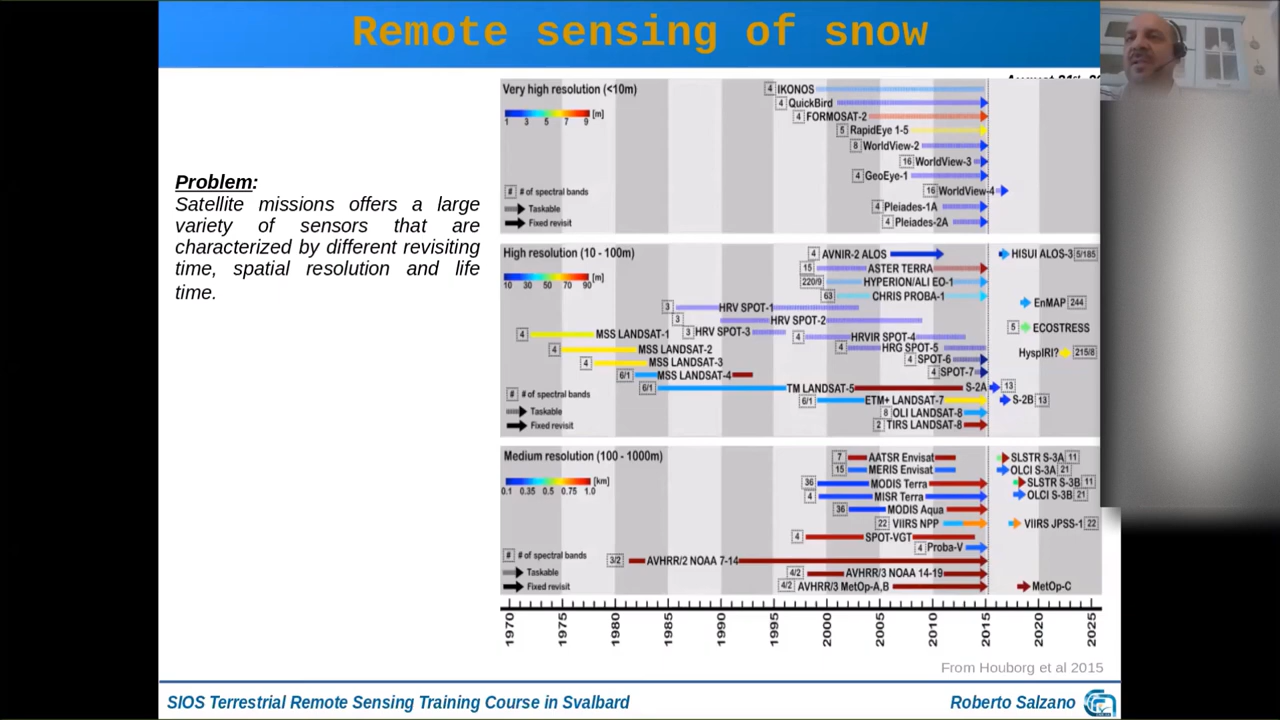 Remote sensing of snow
Problem:
Satellite missions offers a large
variety of sensors that are
characterized by different revisiting
time, spatial resolution and life
time.
Very high resolution (<10m)
[m]
1 3 5 7 9
# # of spectral bands
Taskable
Fixed revisit
4 IKONOS
4 QuickBird
4 FORMOSAT-2
5 RapidEye 1-5
8 WorldView-2
16 WorldView-3
4 GeoEye-1
16 WorldView-4
4 Pleiades-1A
4 Pleiades-2A
High resolution (10 - 100m)
[m]
10 30 50 70 90
# # of spectral bands
Taskable
Fixed revisit
4 AVNIR-2 ALOS
HISUI ALOS-3 5/185
15 ASTER TERRA
220/9 HYPERION/ALI EO-1
63 CHRIS PROBA-1
EnMAP 244
3 HRV SPOT-1
3 HRV SPOT-2
5 ECOSTRESS
4 MSS LANDSAT-1
3 HRV SPOT-3
4 HRVIR SPOT-4
4 MSS LANDSAT-2
4 HRG SPOT-5
HyspIRI? 215/8
4 MSS LANDSAT-3
4 SPOT-6
6/1 MSS LANDSAT-4
4 SPOT-7
6/1 TM LANDSAT-5
S-2A 13
6/1 ETM+ LANDSAT-7
S-2B 13
8 OLI LANDSAT-8
2 TIRS LANDSAT-8
Medium resolution (100 - 1000m)
[km]
0.1 0.35 0.5 0.75 1.0
# # of spectral bands
Taskable
Fixed revisit
7 AATSR Envisat
SLSTR S-3A 11
15 MERIS Envisat
OLCI S-3A 21
36 MODIS Terra
SLSTR S-3B 11
4 MISR Terra
OLCI S-3B 21
36 MODIS Aqua
22 VIIRS NPP
VIIRS JPSS-1 22
4 SPOT-VGT
4 Proba-V
3/2 AVHRR/2 NOAA 7-14
4/2 AVHRR/3 NOAA 14-19
4/2 AVHRR/3 MetOp-A,B
MetOp-C
1970 1975 1980 1985 1990 1995 2000 2005 2010 2015 2020 2025
From Houborg et al 2015
SIOS Terrestrial Remote Sensing Training Course in Svalbard
Roberto Salzano